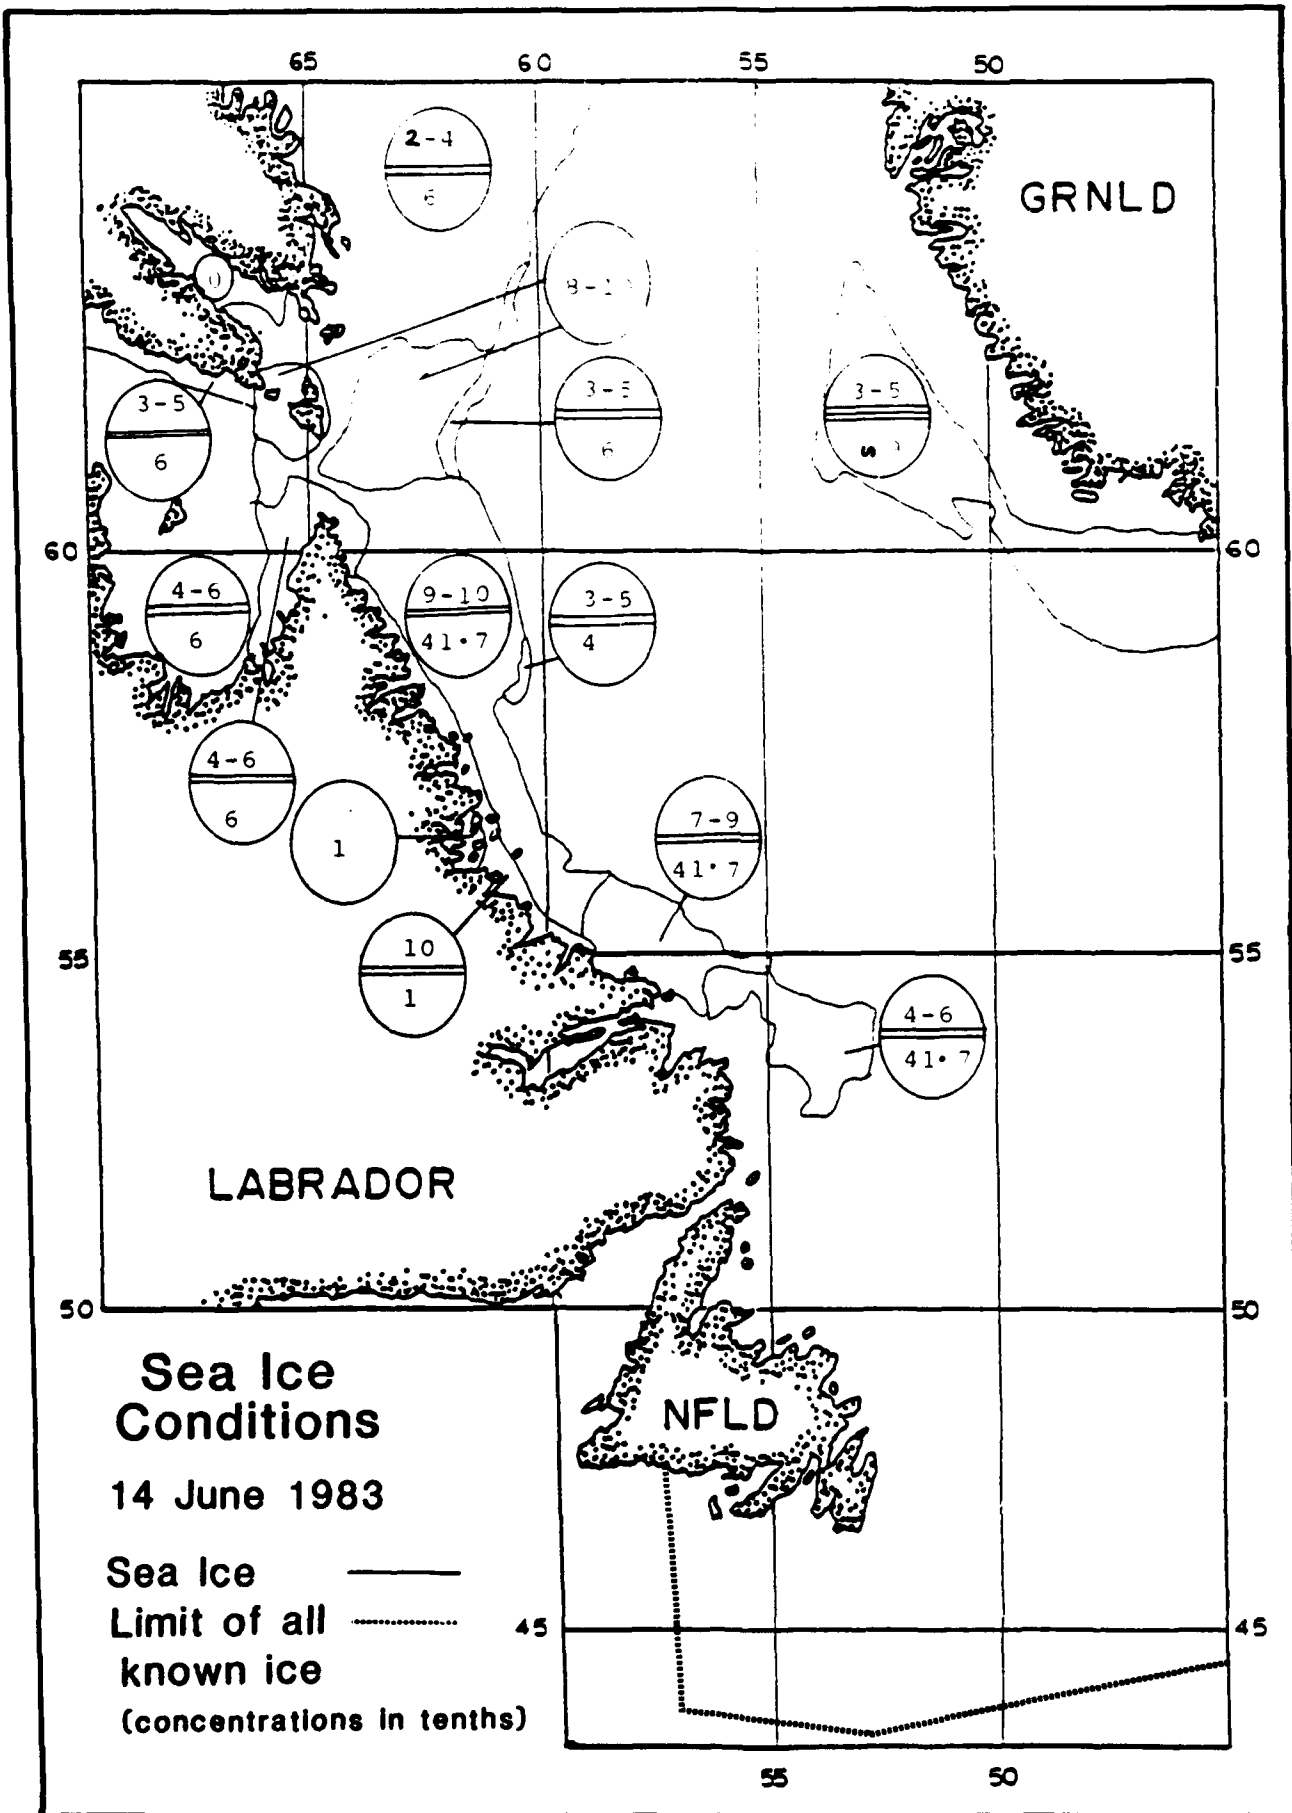 65 60 55 50
2-4
6
GRNLD
0
3-5
6
3-5
6
3-5
60 60
4-6
6
9-10
41•7
3-5
4
4-6
6
1
7-9
41•7
10
1
55 55
4-6
41•7
LABRADOR
50 50
Sea Ice
Conditions
14 June 1983
NFLD
Sea Ice
Limit of all
known ice
(concentrations in tenths)
45 45
55 50